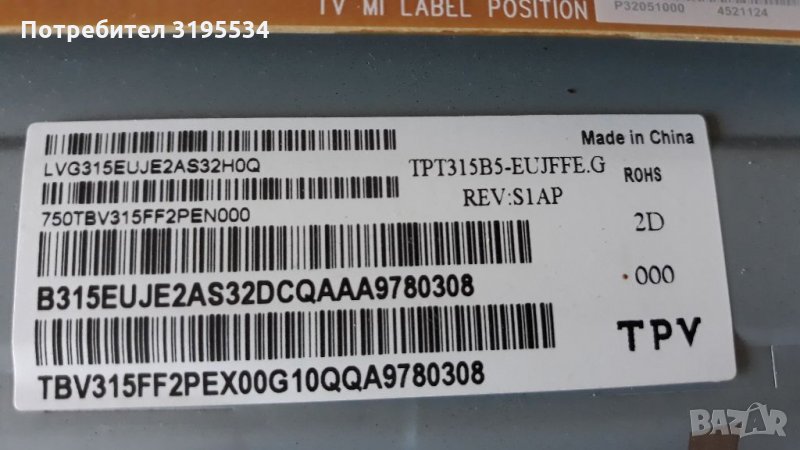 Потребител 3195534
TV MI LABEL POSITION
P32051000 4521124
Made in China
LVG315EUJE2AS32H0Q
TPT315B5-EUJFFE.G
ROHS
REV:S1AP
750TBV315FF2PEN000
2D
000
B315EUJE2AS32DCQAAA9780308
TPV
TBV315FF2PEX00G10QQA9780308
BAZAR